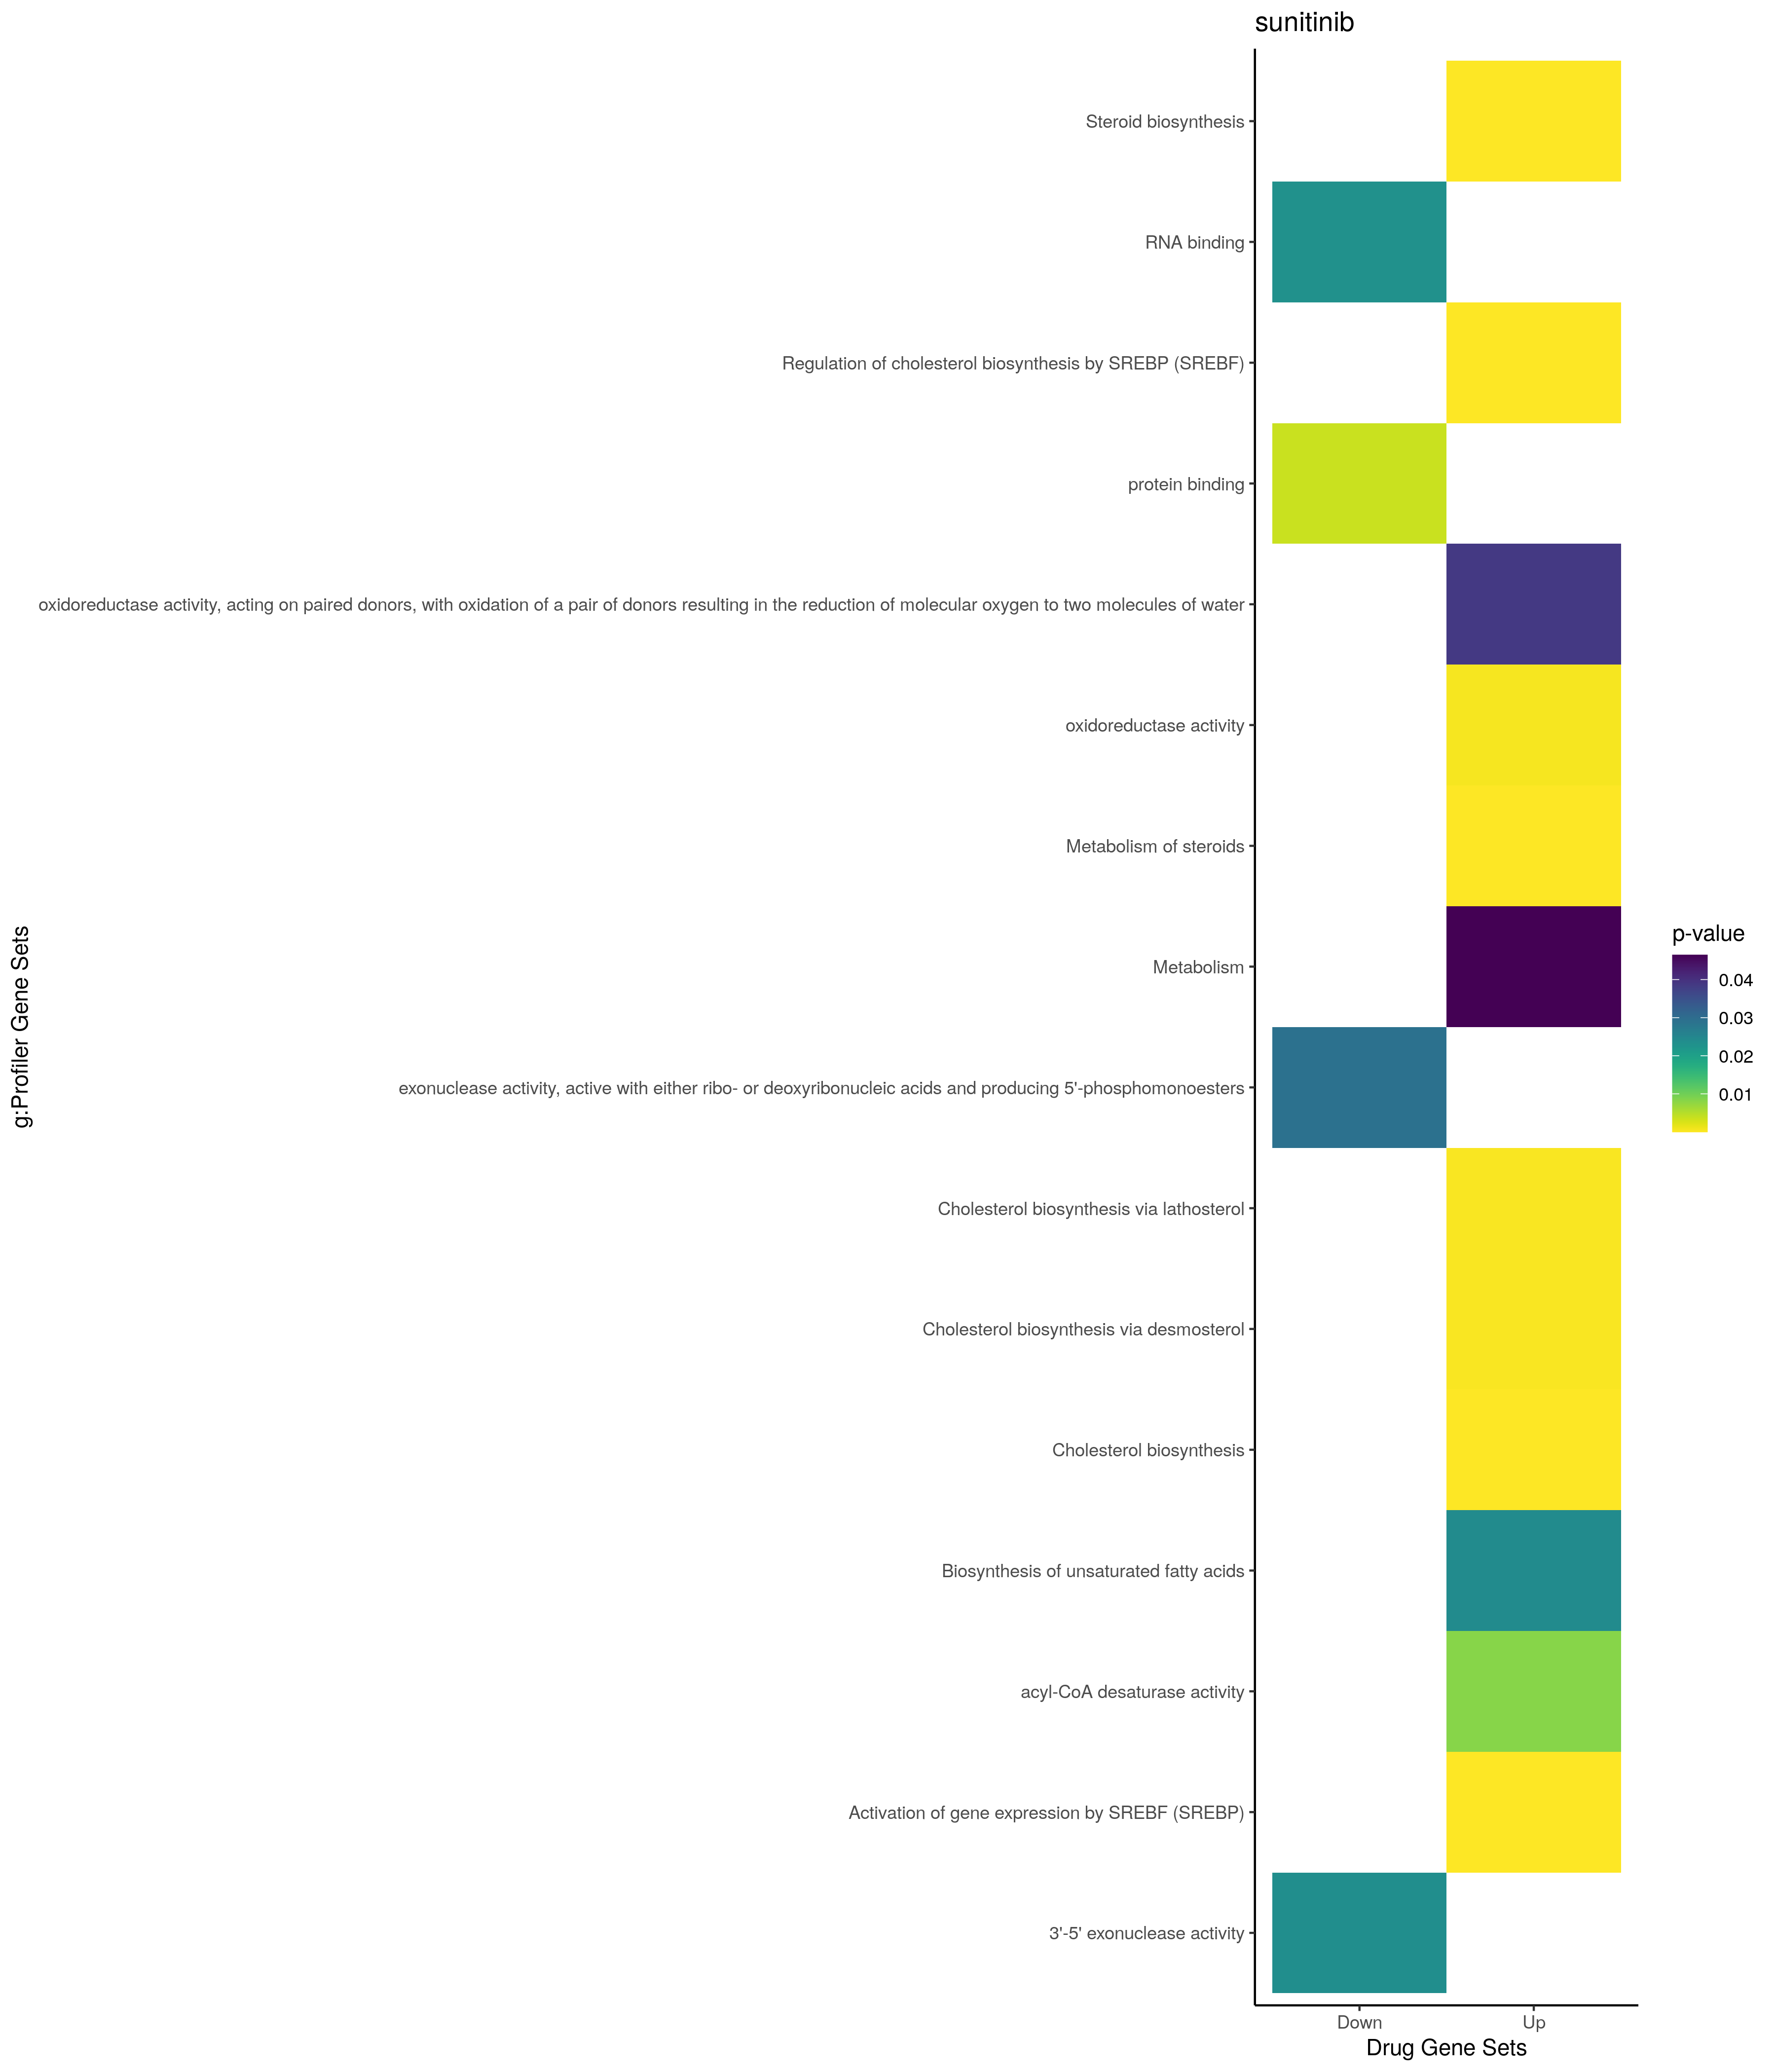 sunitinib
Steroid biosynthesis
RNA binding
Regulation of cholesterol biosynthesis by SREBP (SREBF)
protein binding
oxidoreductase activity, acting on paired donors, with oxidation of a pair of donors resulting in the reduction of molecular oxygen to two molecules of water
oxidoreductase activity
Metabolism of steroids
Metabolism
exonuclease activity, active with either ribo- or deoxyribonucleic acids and producing 5'-phosphomonoesters
Cholesterol biosynthesis via lathosterol
Cholesterol biosynthesis via desmosterol
Cholesterol biosynthesis
Biosynthesis of unsaturated fatty acids
acyl-CoA desaturase activity
Activation of gene expression by SREBF (SREBP)
3'-5' exonuclease activity
g:Profiler Gene Sets
Down
Up
Drug Gene Sets
p-value
0.04
0.03
0.02
0.01